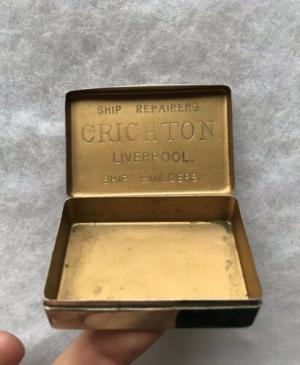 SHIP REPAIRERS
CRICHTON
LIVERPOOL.
SHIP BUILDERS